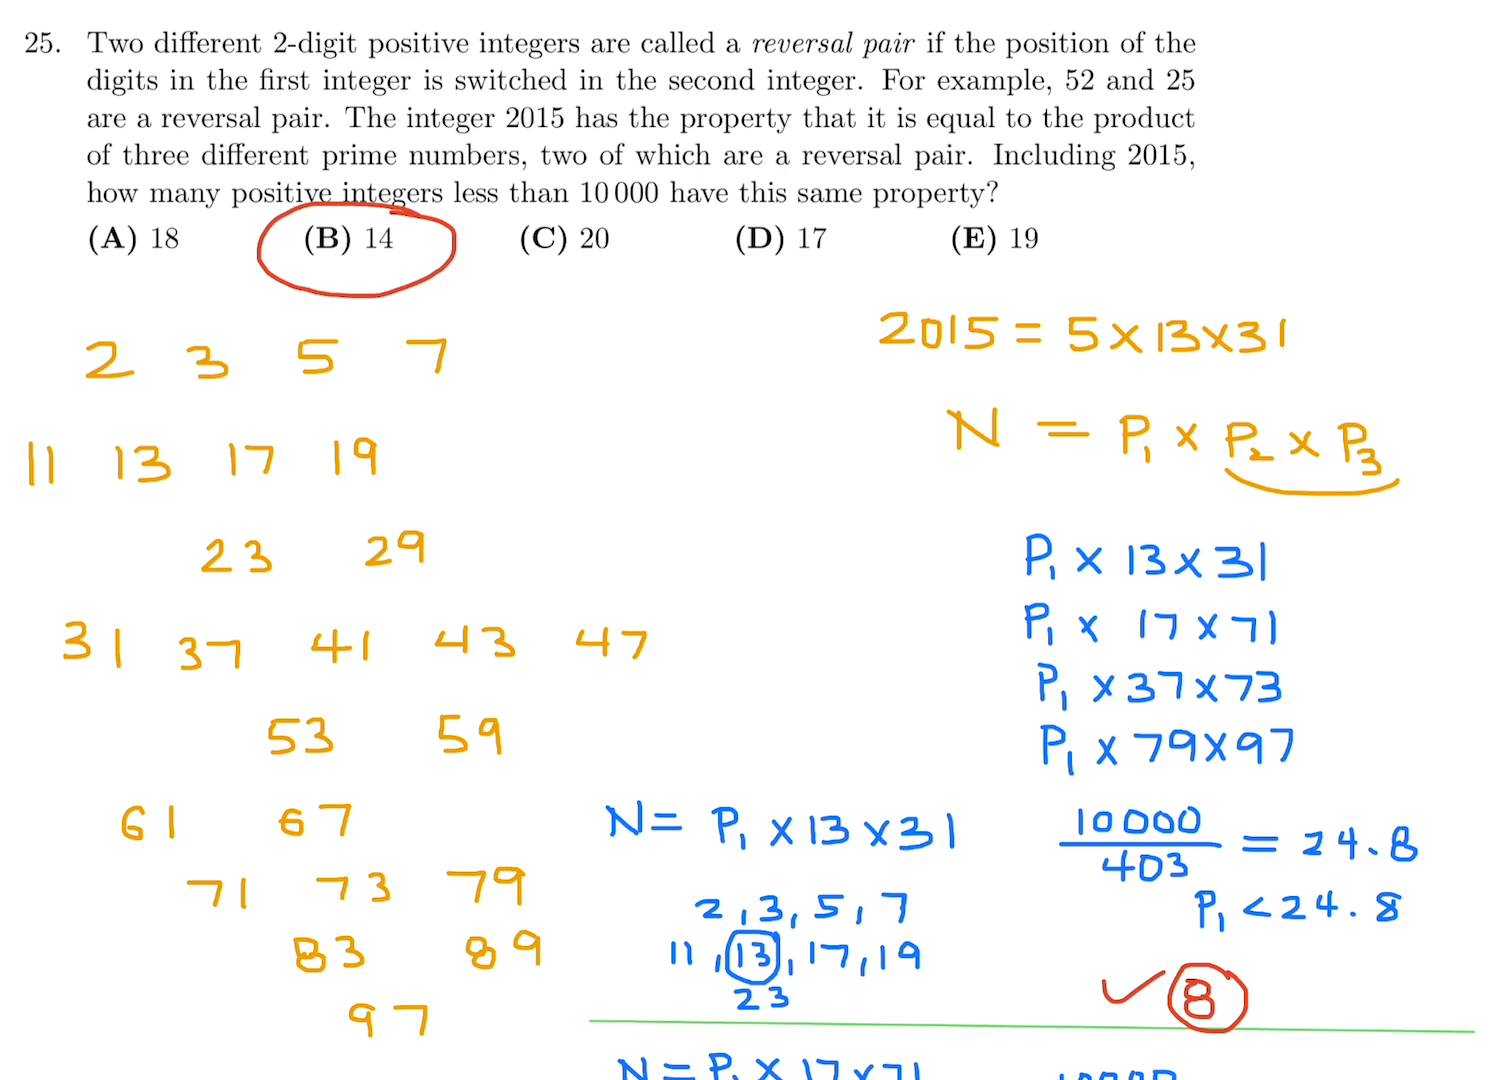 25. Two different 2-digit positive integers are called a reversal pair if the position of the
digits in the first integer is switched in the second integer. For example, 52 and 25
are a reversal pair. The integer 2015 has the property that it is equal to the product
of three different prime numbers, two of which are a reversal pair. Including 2015,
how many positive integers less than 10 000 have this same property?
(A) 18 (B) 14 (C) 20 (D) 17 (E) 19
2 3 5 7
11 13 17 19
23 29
31 37 41 43 47
53 59
61 67
71 73 79
83 89
97
2015 = 5 × 13 × 31
N = P₁ × P₂ × P₃
P₁ × 13 × 31
P₁ × 17 × 71
P₁ × 37 × 73
P₁ × 79 × 97
N = P₁ × 13 × 31
2, 3, 5, 7
11, 13, 17, 19
23
10000
403
= 24.8
P₁ < 24.8
✓ 8
N = P₁ × 17 × 71